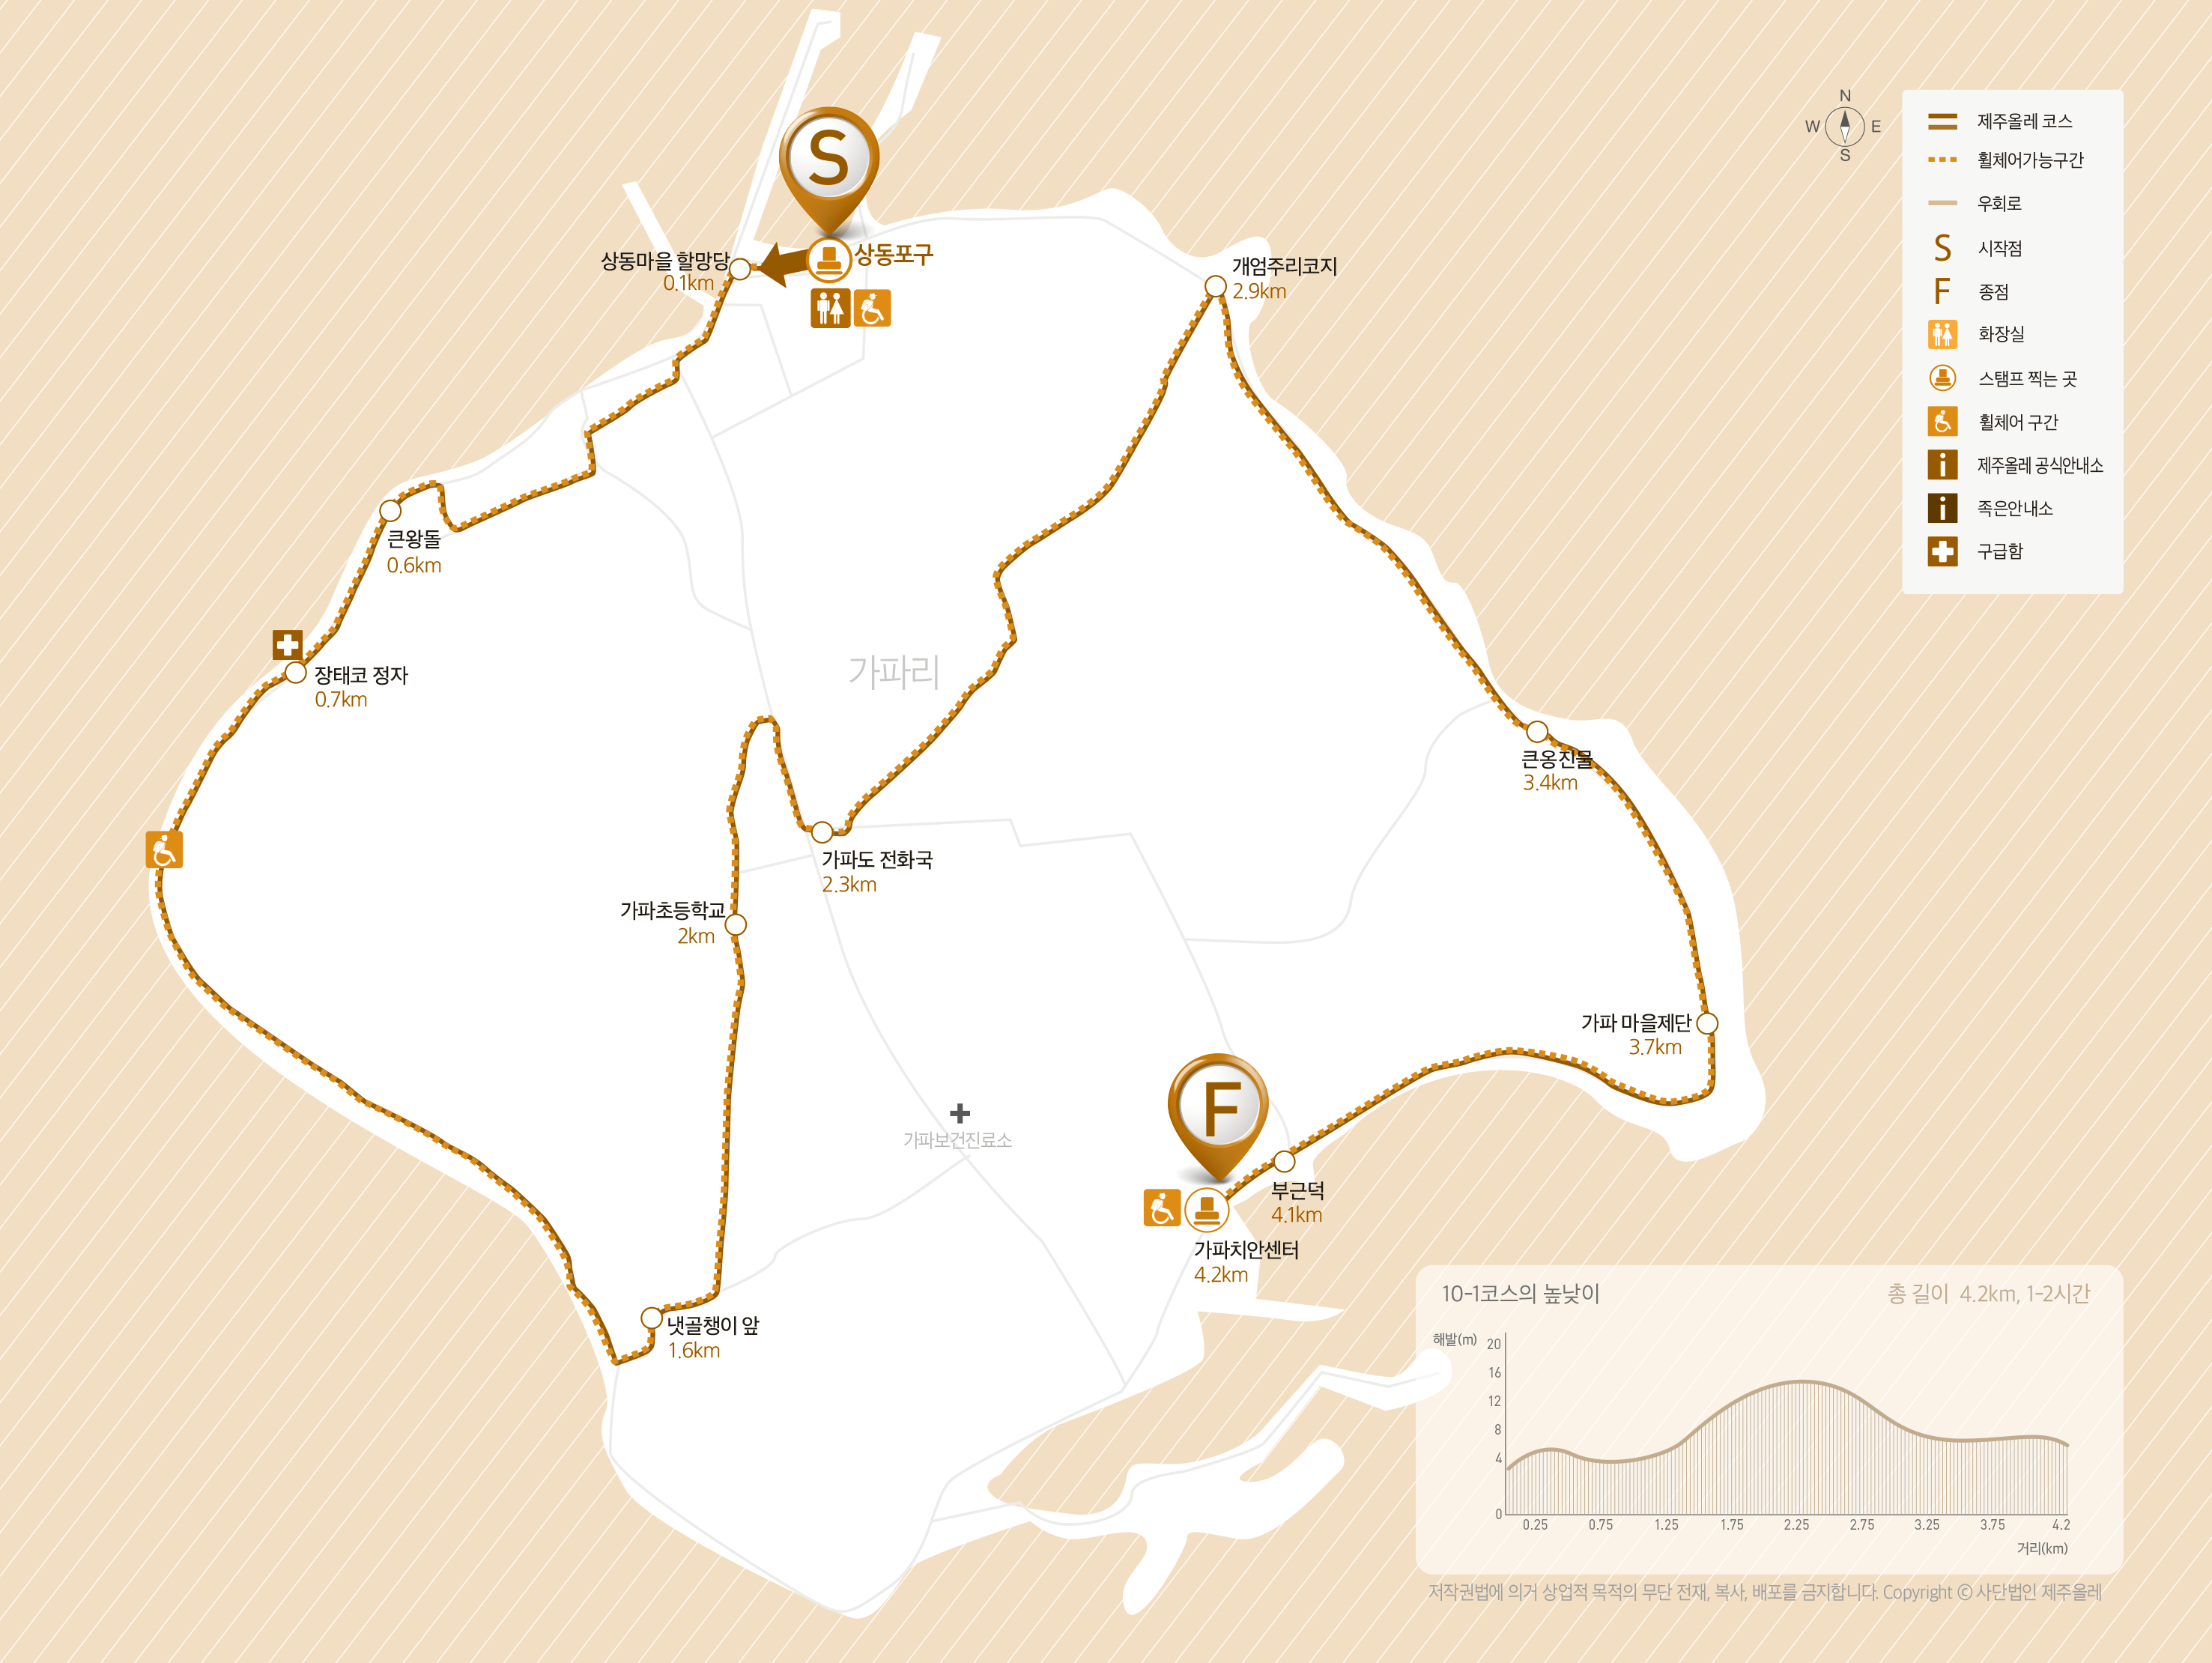 N
W
E
S
제주올레 코스
휠체어가능구간
우회로
S 시작점
F 종점
화장실
스탬프 찍는 곳
휠체어 구간
i 제주올레 공식안내소
i 족은안내소
구급함
S
상동포구
상동마을 할망당
0.1km
개엄주리코지
2.9km
큰왕돌
0.6km
장태코 정자
0.7km
가파리
큰옹진물
3.4km
가파도 전화국
2.3km
가파초등학교
2km
가파 마을제단
3.7km
가파보건진료소
F
부근덕
4.1km
가파치안센터
4.2km
냇골챙이 앞
1.6km
10-1코스의 높낮이
총 길이 4.2km, 1-2시간
해발(m)
20
16
12
8
4
0
0.25 0.75 1.25 1.75 2.25 2.75 3.25 3.75 4.2
거리(km)
저작권법에 의거 상업적 목적의 무단 전재, 복사, 배포를 금지합니다. Copyright © 사단법인 제주올레